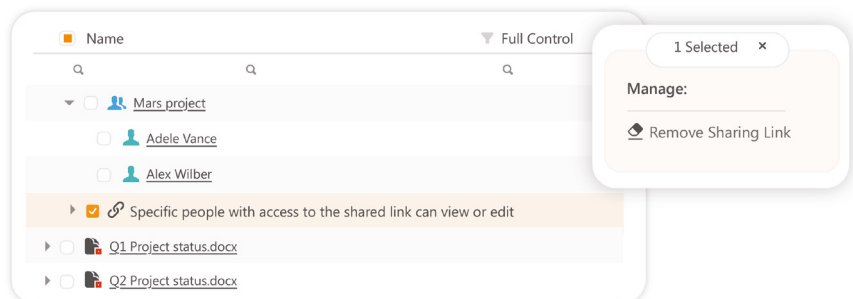 Name
Full Control
1 Selected ×
Manage:
Remove Sharing Link
Mars project
Adele Vance
Alex Wilber
Specific people with access to the shared link can view or edit
Q1 Project status.docx
Q2 Project status.docx